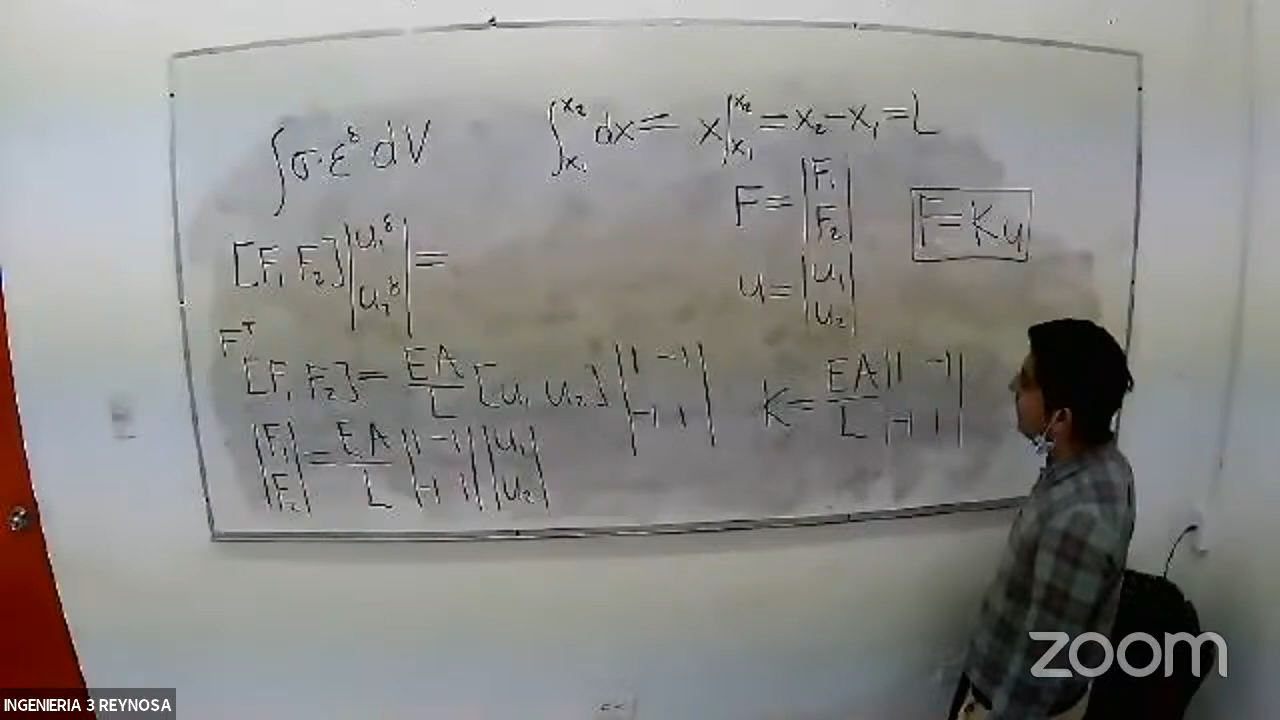 ∫σ·ε^δ dV
∫_{x₁}^{x₂} dx = x|_{x₁}^{x₂} = x₂-x₁=L
F=|F₁ F₂|
F=Ku
[F₁ F₂]|u₁^δ u₂^δ|=
u=|u₁ u₂|
F^T
[F₁ F₂]= EA/L [u₁ u₂] |1 -1 -1 1|
K= EA/L |1 -1 -1 1|
|F₁ F₂| = EA/L |1 -1 -1 1| |u₁ u₂|
zoom
INGENIERIA 3 REYNOSA